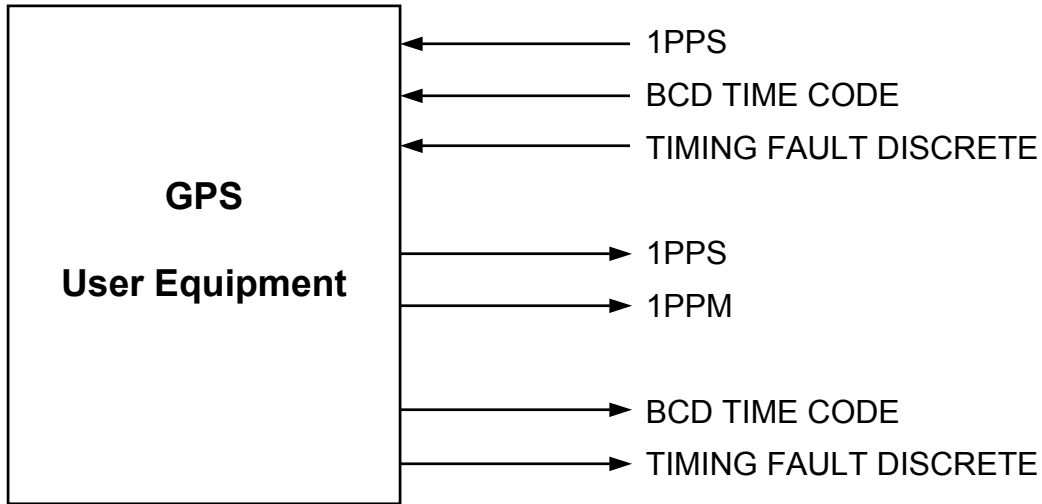 1PPS
BCD TIME CODE
TIMING FAULT DISCRETE
GPS
User Equipment
1PPS
1PPM
BCD TIME CODE
TIMING FAULT DISCRETE